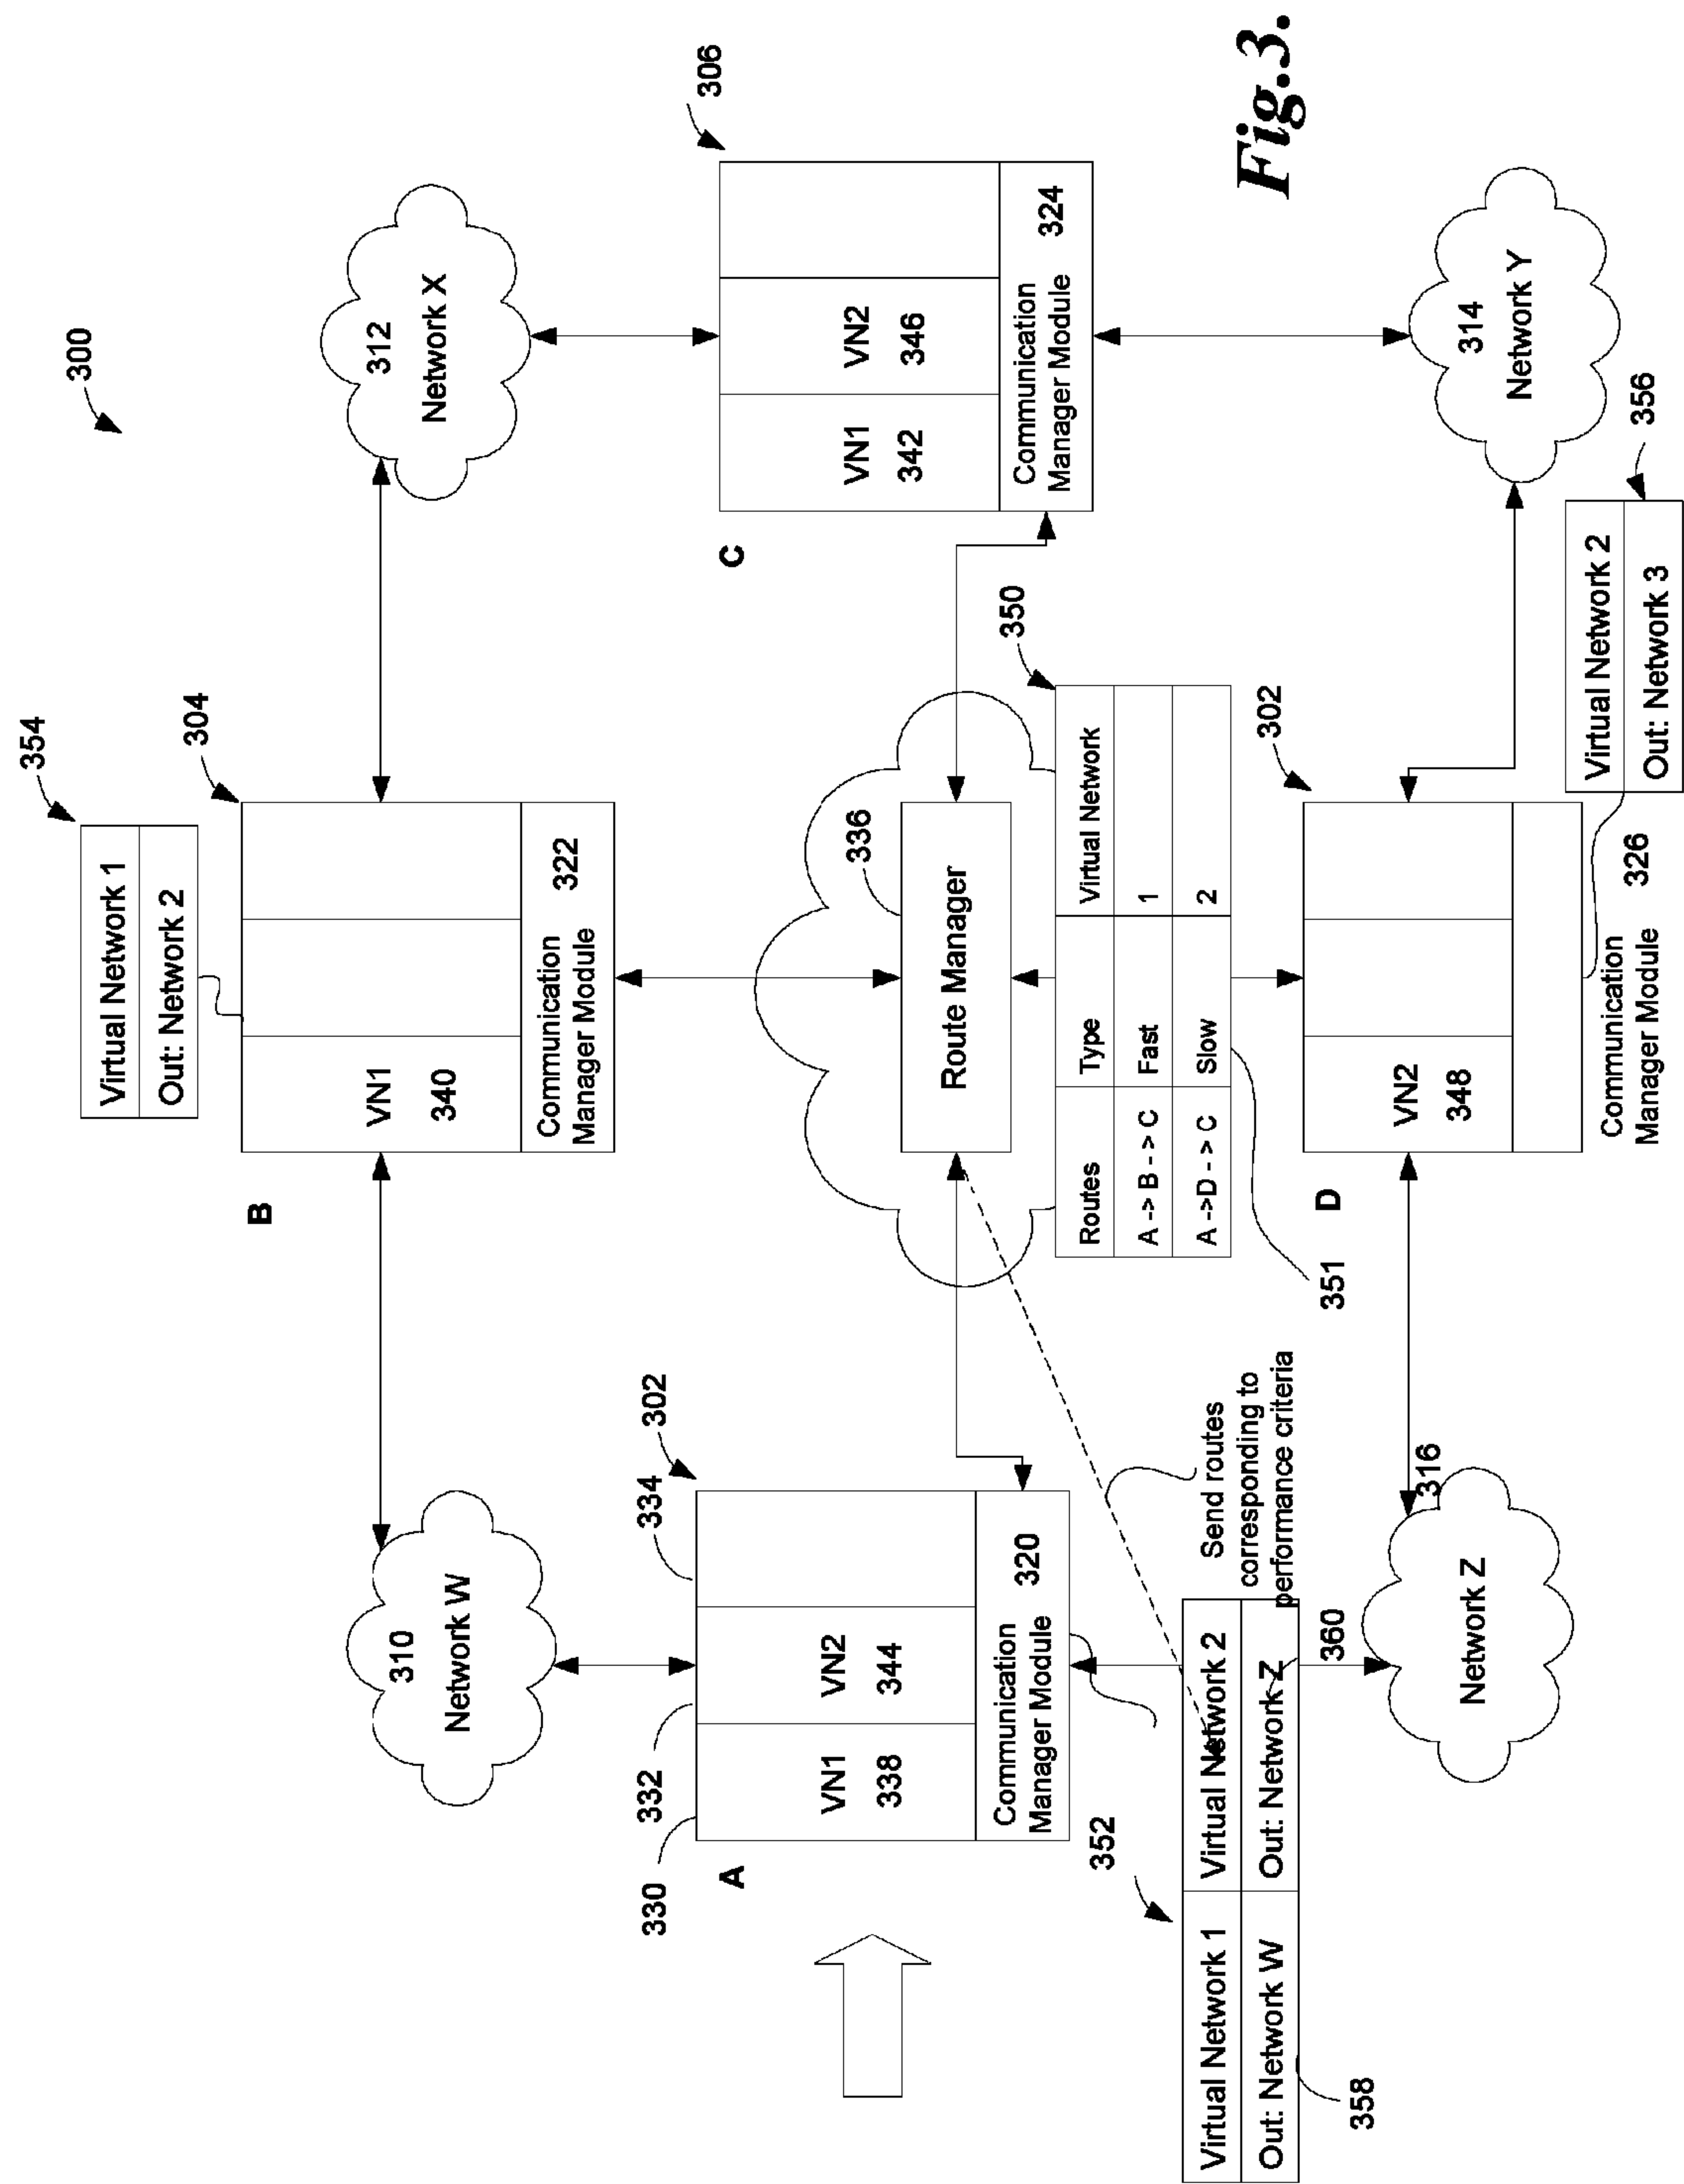 300
354
Virtual Network 1
Out: Network 2
304
B
VN1
340
Communication
Manager Module
322
310
Network W
312
Network X
306
C
VN1
342
VN2
346
Communication
Manager Module
324
330
332
334
302
A
VN1
338
VN2
344
Communication
Manager Module
320
336
Route Manager
350
Routes
Type
Virtual Network
A -> B - > C
Fast
1
A ->D - > C
Slow
2
351
Send routes
corresponding to
performance criteria
352
Virtual Network 1
Virtual Network 2
Out: Network W
Out: Network Z
358
360
316
Network Z
302
D
VN2
348
Communication
Manager Module
326
314
Network Y
356
Virtual Network 2
Out: Network 3
Fig.3.